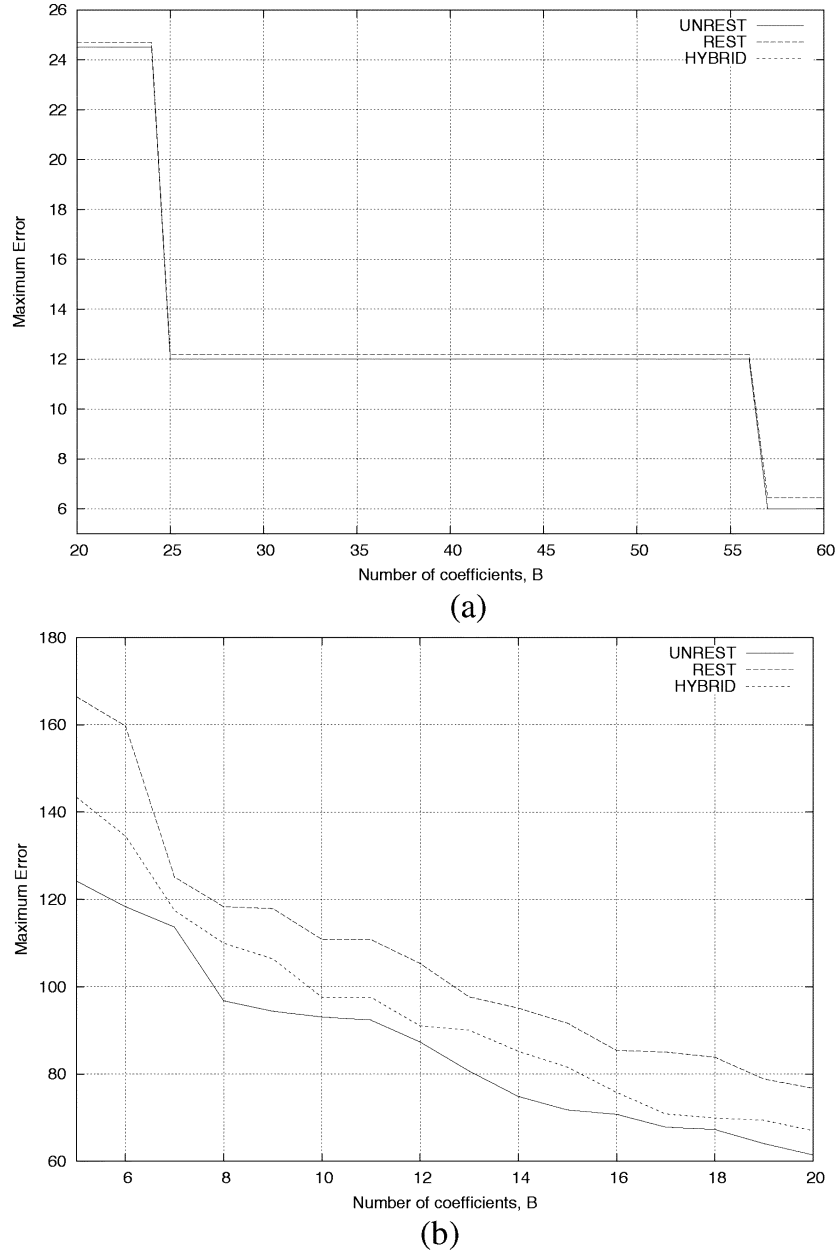 26
24
22
20
18
16
14
12
10
8
6
Maximum Error
UNREST
REST
HYBRID
20 25 30 35 40 45 50 55 60
Number of coefficients, B
(a)
180
160
140
120
100
80
60
Maximum Error
UNREST
REST
HYBRID
6 8 10 12 14 16 18 20
Number of coefficients, B
(b)